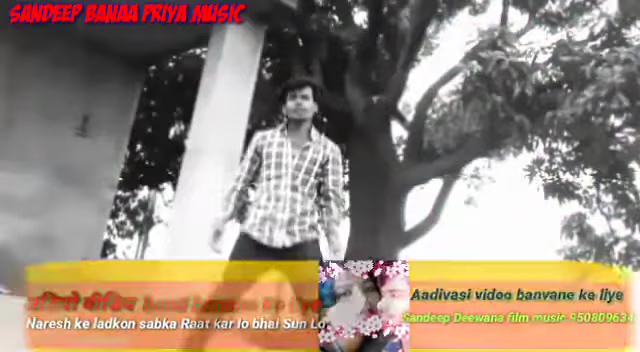 SANDEEP BANAA PRIYA MUSIC
Naresh ke ladkon sabka Raat kar lo bhai Sun Lo
Aadivasi video banvane ke liye
Sandeep Deewana film music 950809634